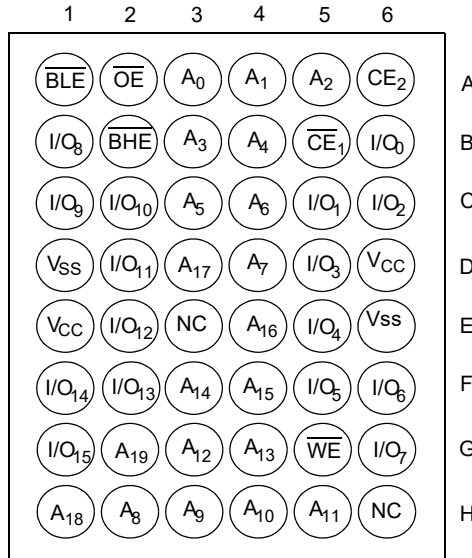 1 2 3 4 5 6
BLE OE A0 A1 A2 CE2 A
I/O8 BHE A3 A4 CE1 I/O0 B
I/O9 I/O10 A5 A6 I/O1 I/O2 C
VSS I/O11 A17 A7 I/O3 VCC D
VCC I/O12 NC A16 I/O4 Vss E
I/O14 I/O13 A14 A15 I/O5 I/O6 F
I/O15 A19 A12 A13 WE I/O7 G
A18 A8 A9 A10 A11 NC H